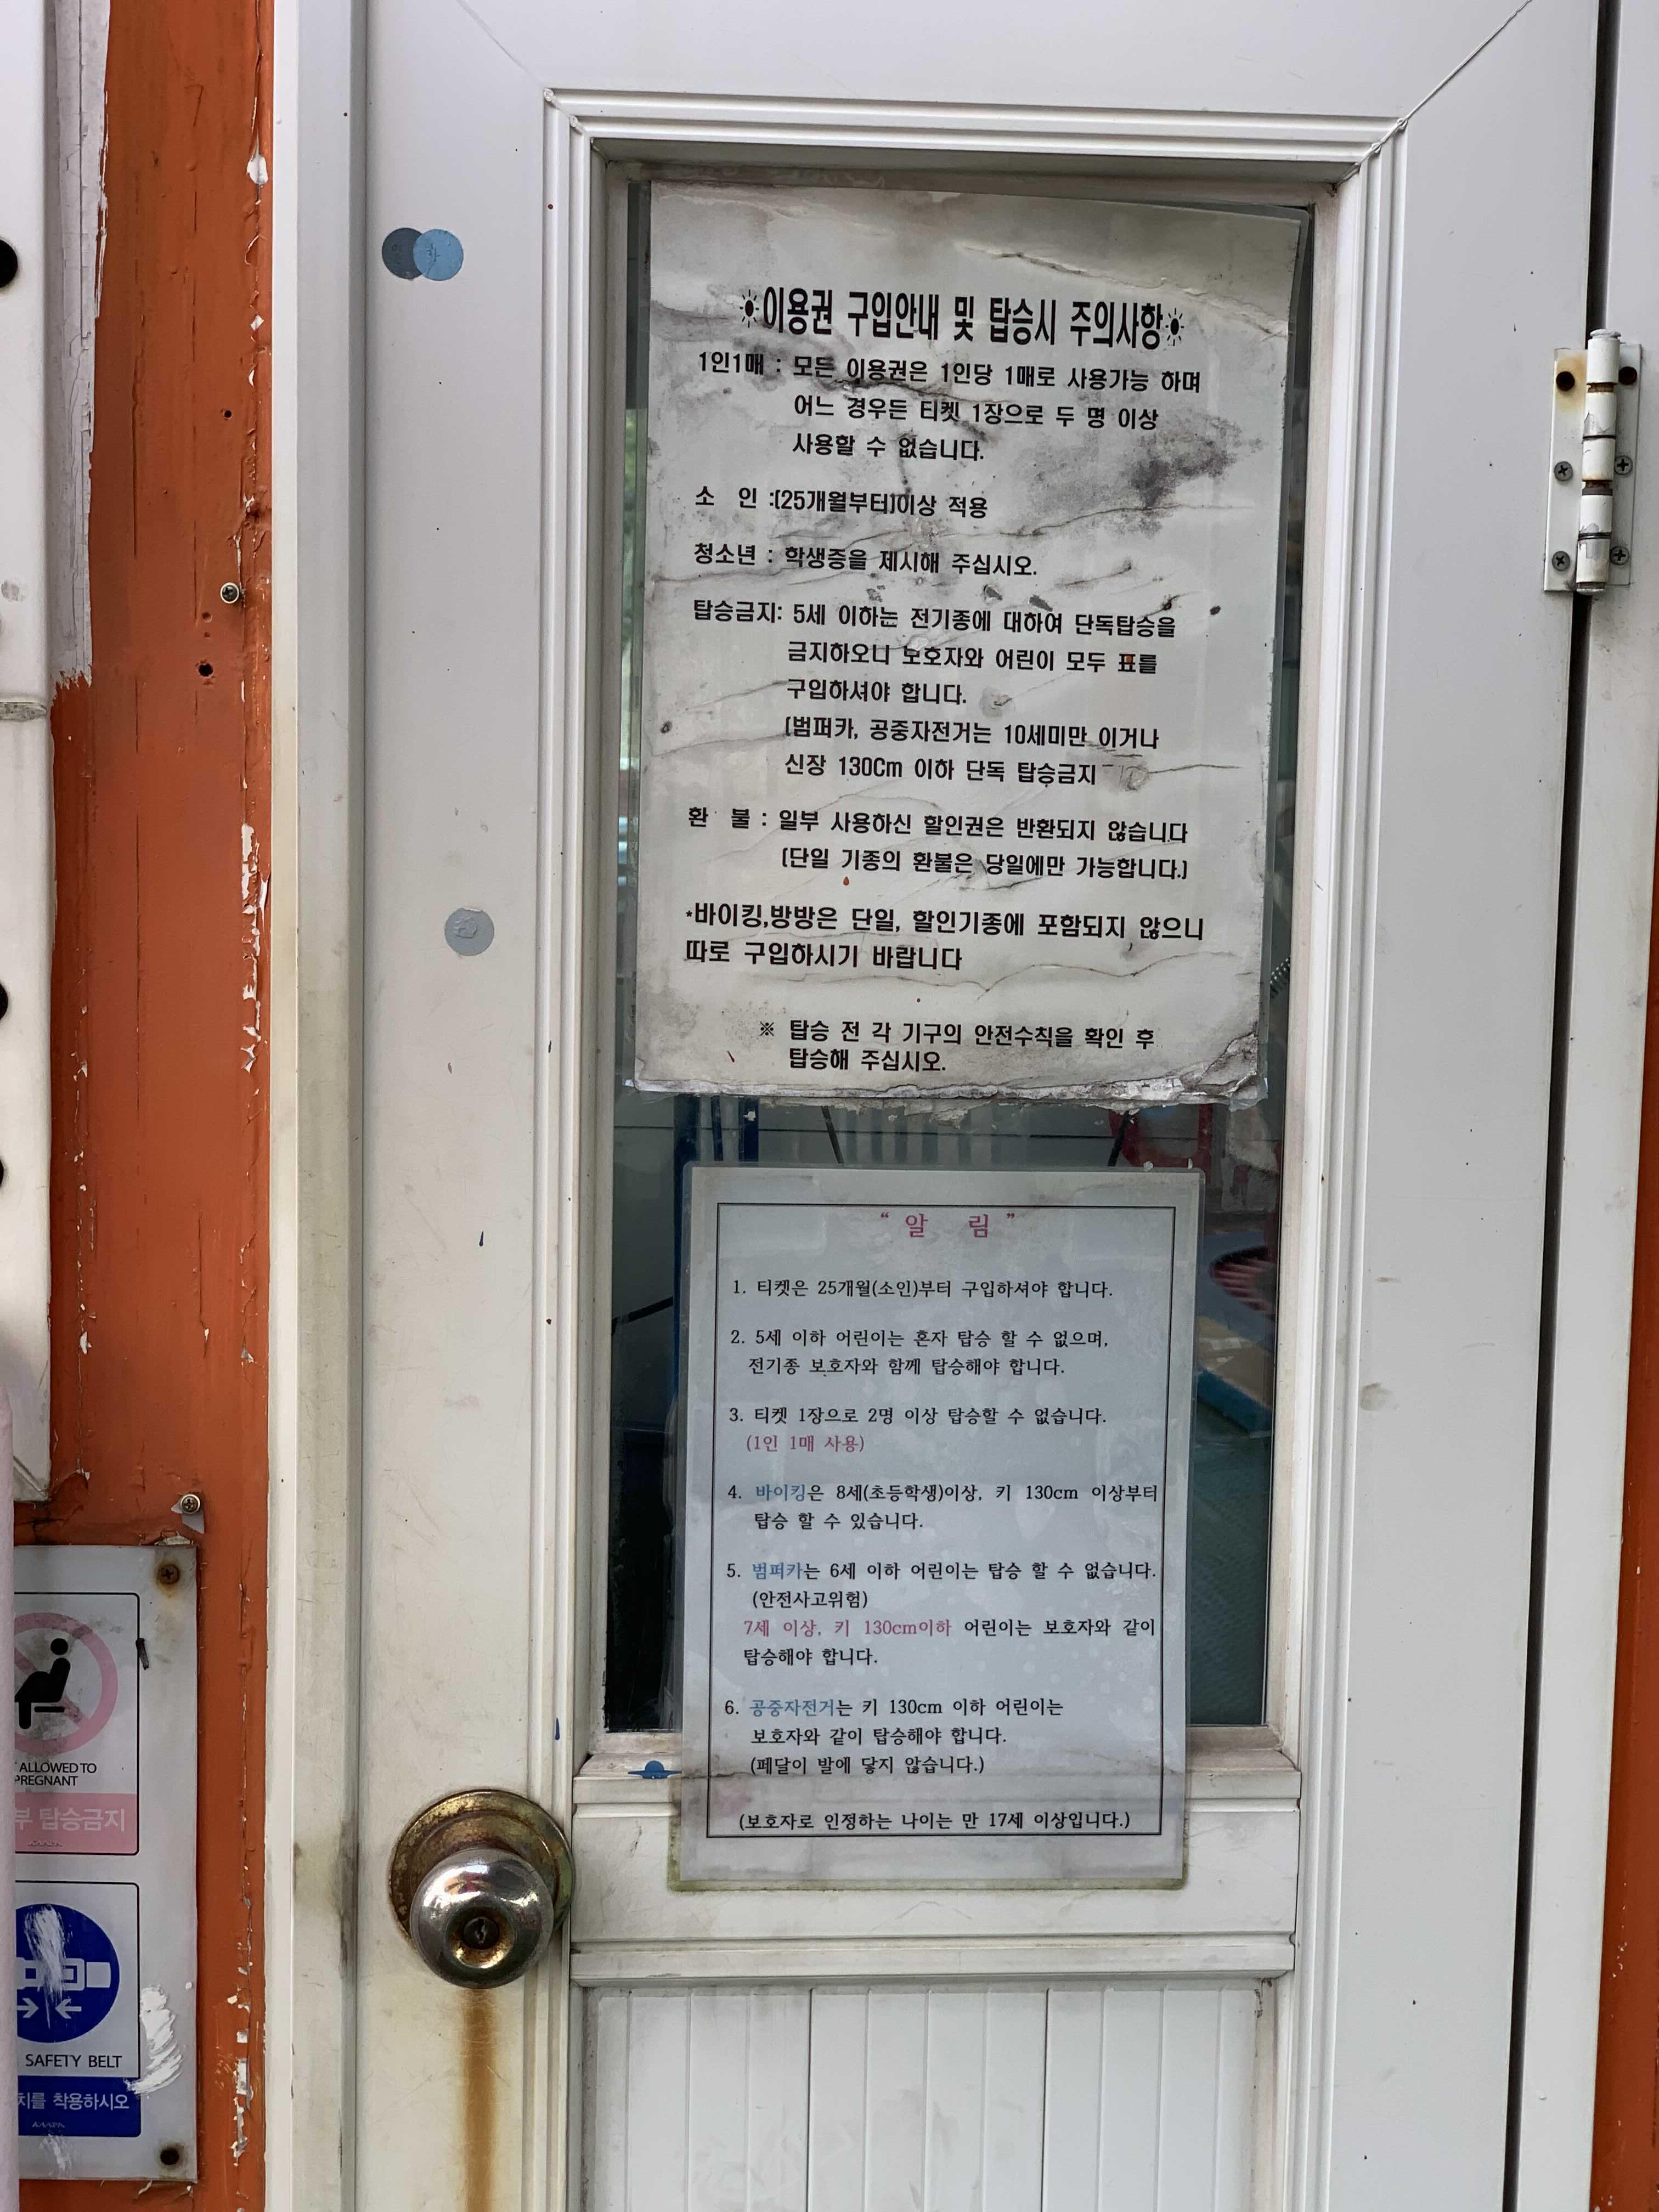 ☀이용권 구입안내 및 탑승시 주의사항☀
1인1매 : 모든 이용권은 1인당 1매로 사용가능 하며
어느 경우든 티켓 1장으로 두 명 이상
사용할 수 없습니다.
소 인 :(25개월부터)이상 적용
청소년 : 학생증을 제시해 주십시오.
탑승금지: 5세 이하는 전기종에 대하여 단독탑승을
금지하오니 보호자와 어린이 모두 표를
구입하셔야 합니다.
(범퍼카, 공중자전거는 10세미만 이거나
신장 130Cm 이하 단독 탑승금지
환 불 : 일부 사용하신 할인권은 반환되지 않습니다
(단일 기종의 환불은 당일에만 가능합니다.)
*바이킹,방방은 단일, 할인기종에 포함되지 않으니
따로 구입하시기 바랍니다
※ 탑승 전 각 기구의 안전수칙을 확인 후
탑승해 주십시오.
“ 알 림 ”
1. 티켓은 25개월(소인)부터 구입하셔야 합니다.
2. 5세 이하 어린이는 혼자 탑승 할 수 없으며,
전기종 보호자와 함께 탑승해야 합니다.
3. 티켓 1장으로 2명 이상 탑승할 수 없습니다.
(1인 1매 사용)
4. 바이킹은 8세(초등학생)이상, 키 130cm 이상부터
탑승 할 수 있습니다.
5. 범퍼카는 6세 이하 어린이는 탑승 할 수 없습니다.
(안전사고위험)
7세 이상, 키 130cm이하 어린이는 보호자와 같이
탑승해야 합니다.
6. 공중자전거는 키 130cm 이하 어린이는
보호자와 같이 탑승해야 합니다.
(페달이 발에 닿지 않습니다.)
(보호자로 인정하는 나이는 만 17세 이상입니다.)
ALLOWED TO
PREGNANT
부 탑승금지
SAFETY BELT
치를 착용하시오